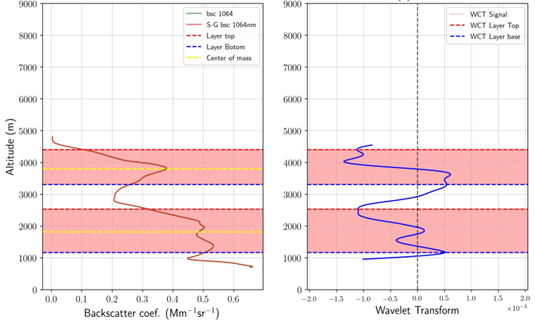 9000
8000
7000
6000
5000
4000
3000
2000
1000
0
Altitude (m)
0.0 0.1 0.2 0.3 0.4 0.5 0.6
Backscatter coef. (Mm⁻¹sr⁻¹)
bsc 1064
S-G bsc 1064nm
Layer top
Layer Botom
Center of mass
9000
8000
7000
6000
5000
4000
3000
2000
1000
0
−2.0 −1.5 −1.0 −0.5 0.0 0.5 1.0 1.5 2.0
×10⁻⁴
Wavelet Transform
WCT Signal
WCT Layer Top
WCT Layer base